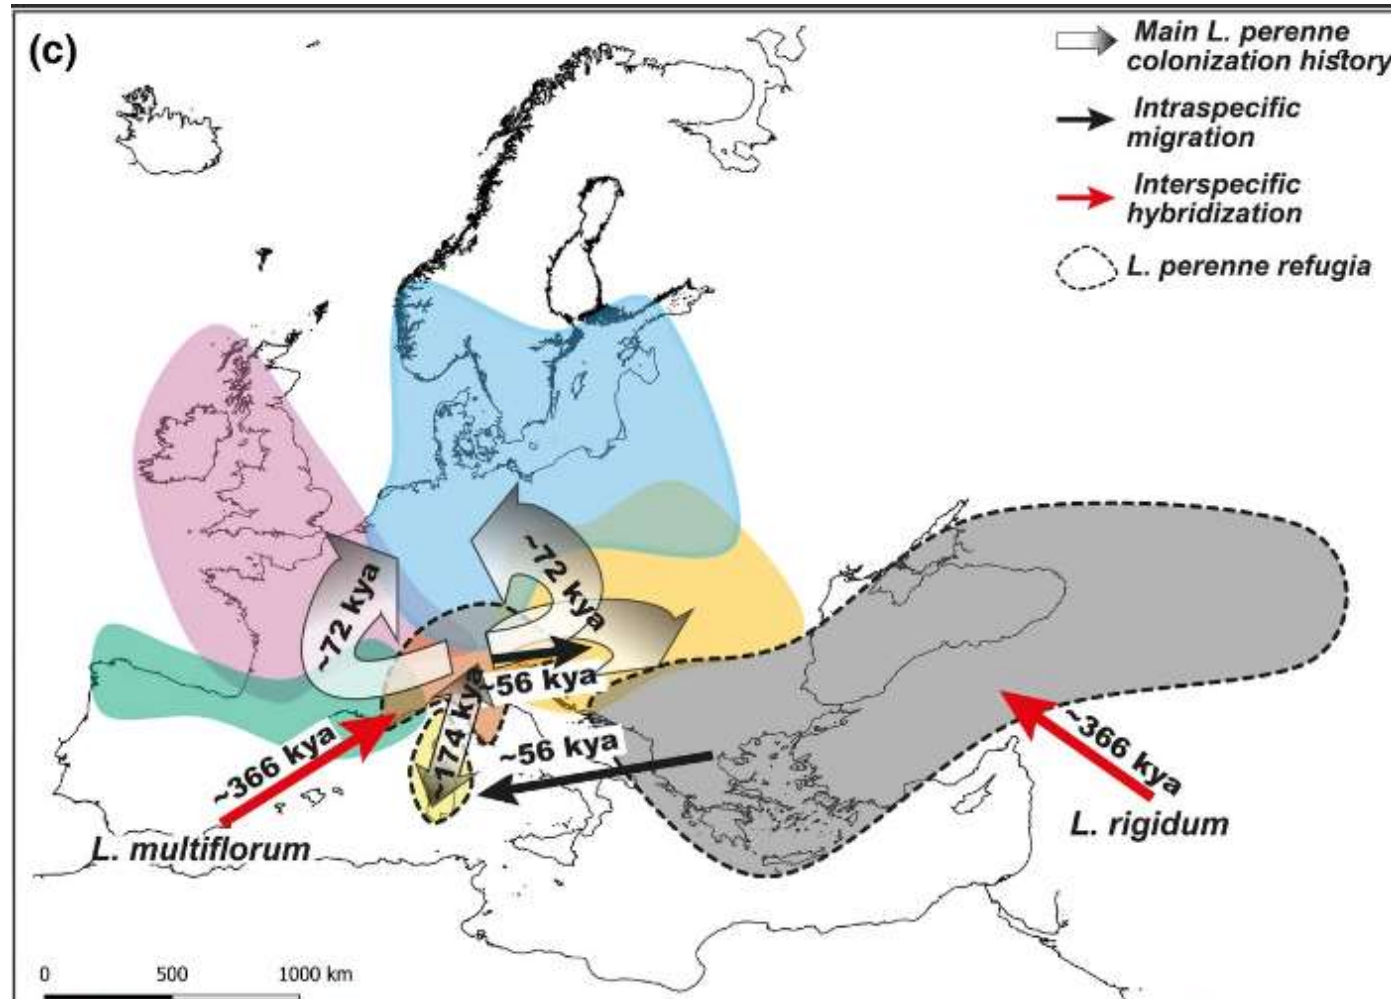 (c)
Main L. perenne
colonization history
Intraspecific
migration
Interspecific
hybridization
L. perenne refugia
~72 kya
~72 kya
~56 kya
~174 kya
~56 kya
~366 kya
~366 kya
L. multiflorum
L. rigidum
0 500 1000 km